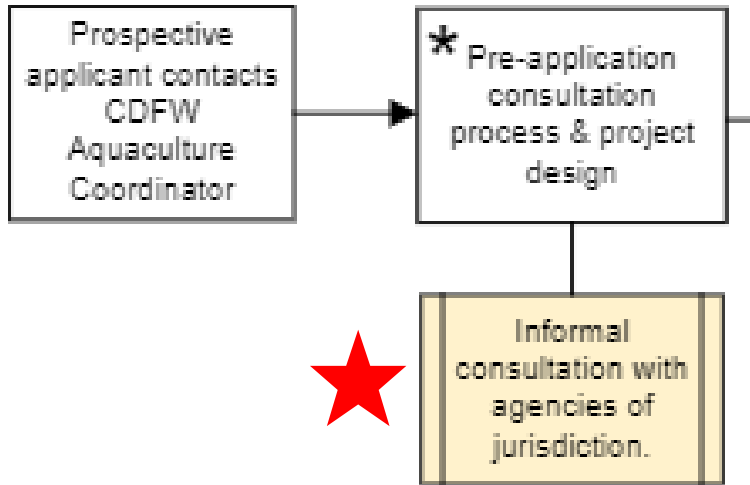 Prospective
applicant contacts
CDFW
Aquaculture
Coordinator
* Pre-application
consultation
process & project
design
Informal
consultation with
agencies of
jurisdiction.